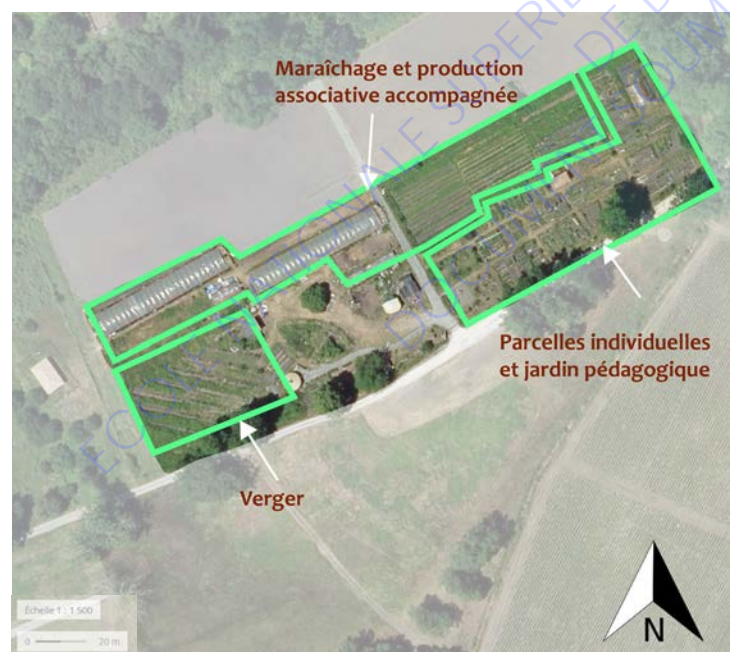 Maraîchage et production
associative accompagnée
Parcelles individuelles
et jardin pédagogique
Verger
Échelle 1 : 1 500
0
20 m
N